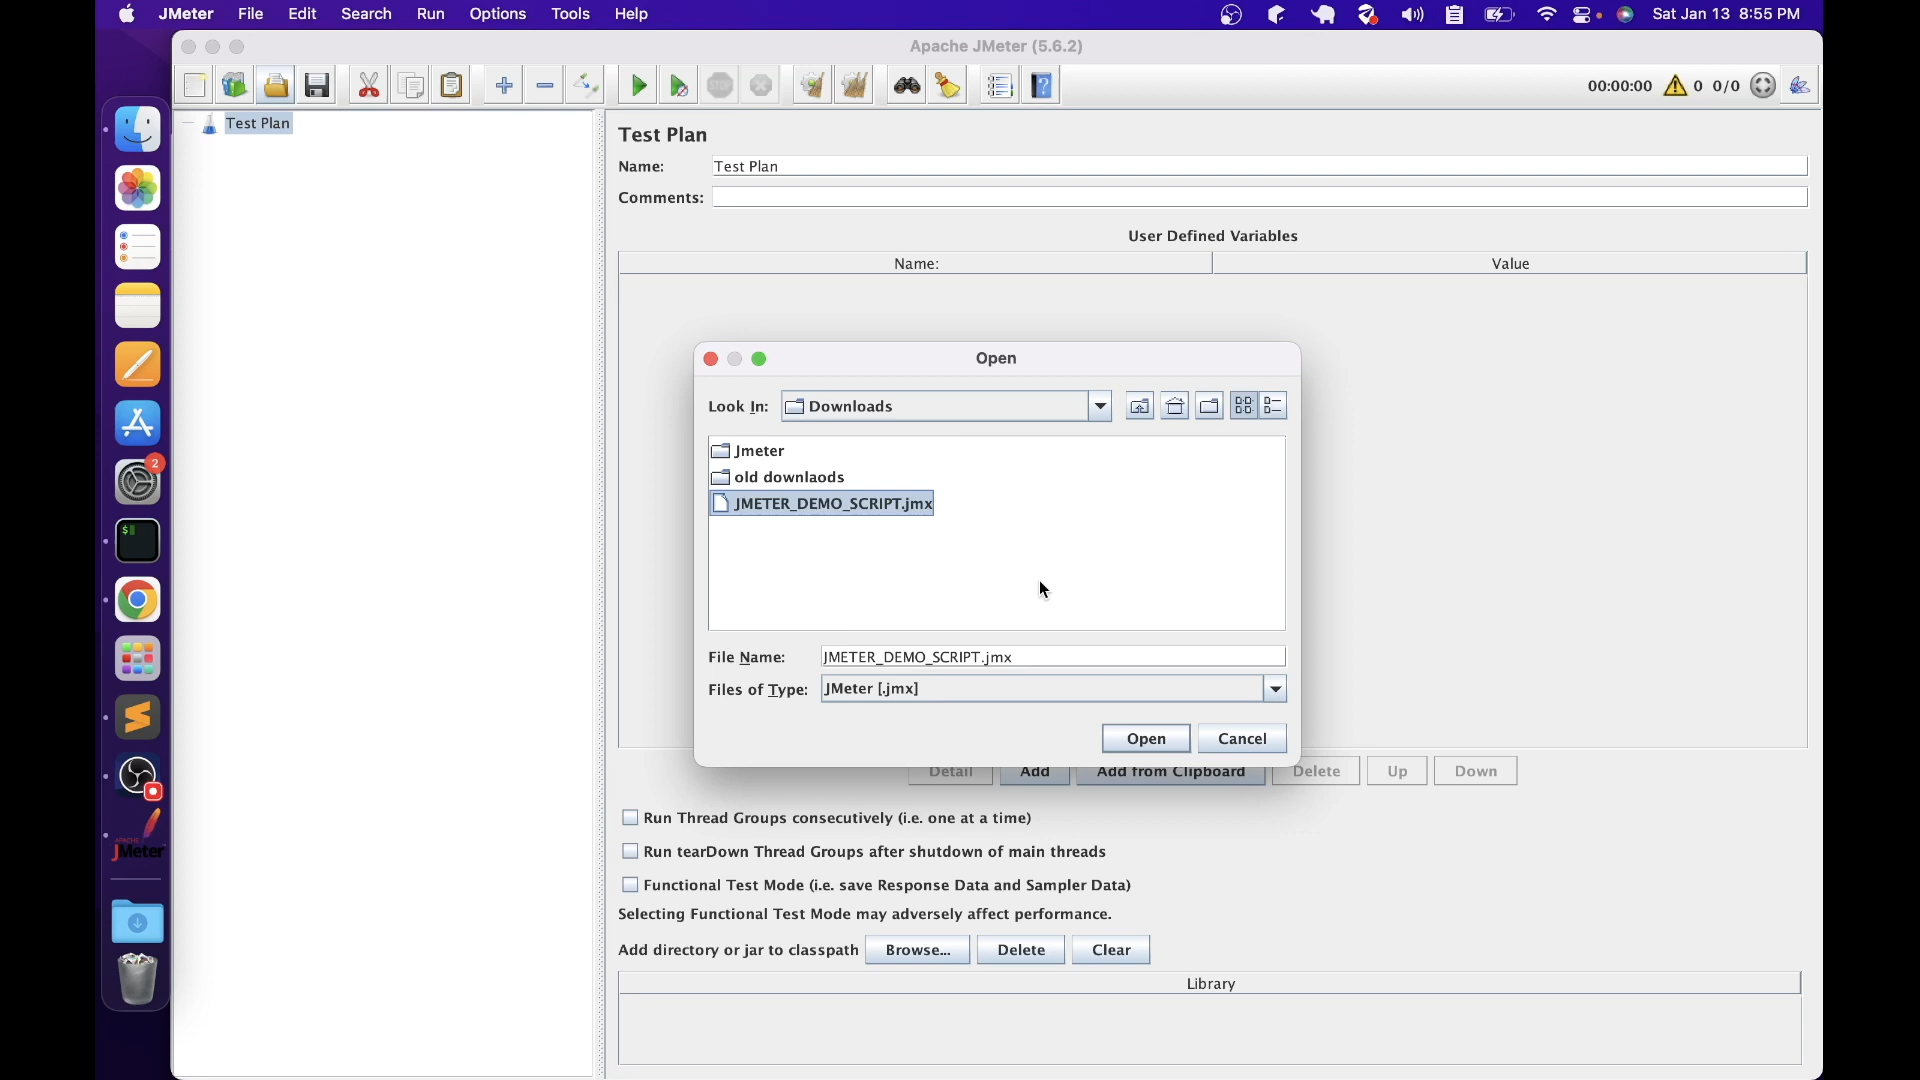 JMeter File Edit Search Run Options Tools Help Sat Jan 13 8:55 PM
Apache JMeter (5.6.2)
STOP 00:00:00 0 0/0
Test Plan
Test Plan
Name: Test Plan
Comments:
User Defined Variables
Name: Value
Open
Look In: Downloads
Jmeter
old downlaods
JMETER_DEMO_SCRIPT.jmx
File Name: JMETER_DEMO_SCRIPT.jmx
Files of Type: JMeter [.jmx]
Open Cancel
Detail Add Add from Clipboard Delete Up Down
Run Thread Groups consecutively (i.e. one at a time)
Run tearDown Thread Groups after shutdown of main threads
Functional Test Mode (i.e. save Response Data and Sampler Data)
Selecting Functional Test Mode may adversely affect performance.
Add directory or jar to classpath Browse... Delete Clear
Library
2
$
APACHE
JMeter